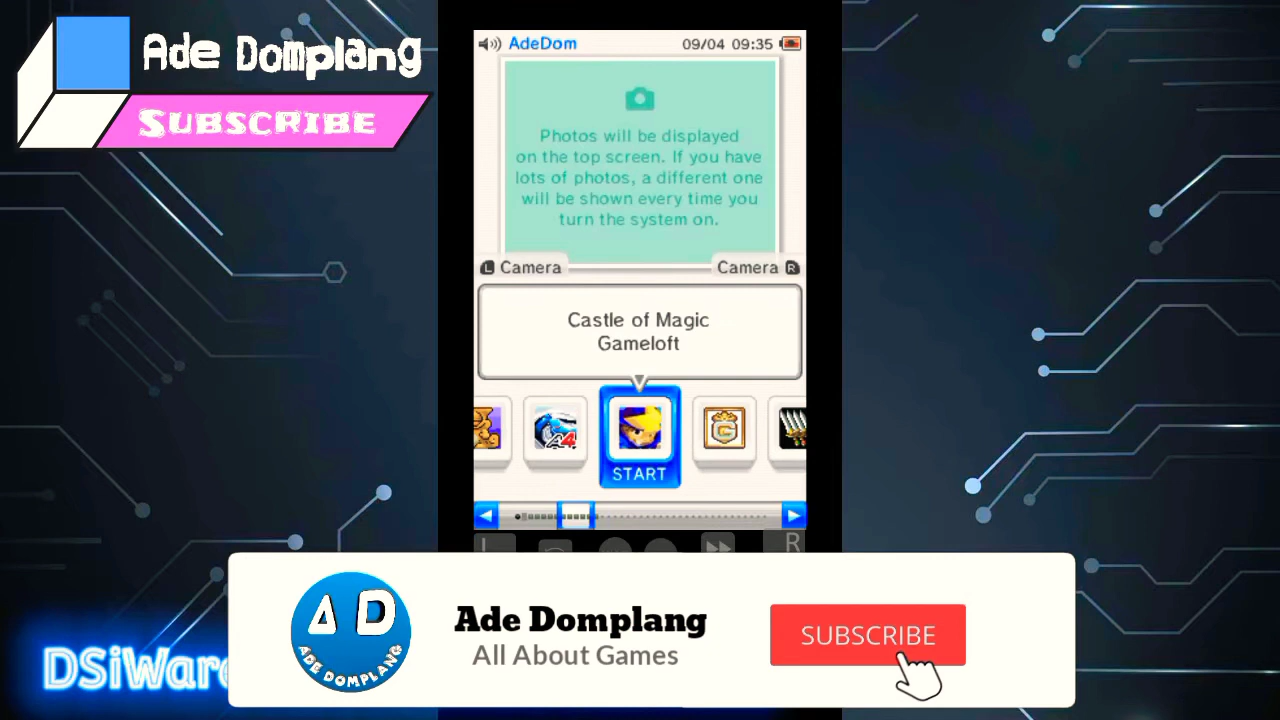 Ade Domplang
SUBSCRIBE
AdeDom
09/04 09:35
Photos will be displayed
on the top screen. If you have
lots of photos, a different one
will be shown every time you
turn the system on.
L Camera
Camera R
Castle of Magic
Gameloft
A4
G
START
L
R
DSiWare
AD
ADE DOMPLANG
Ade Domplang
All About Games
SUBSCRIBE